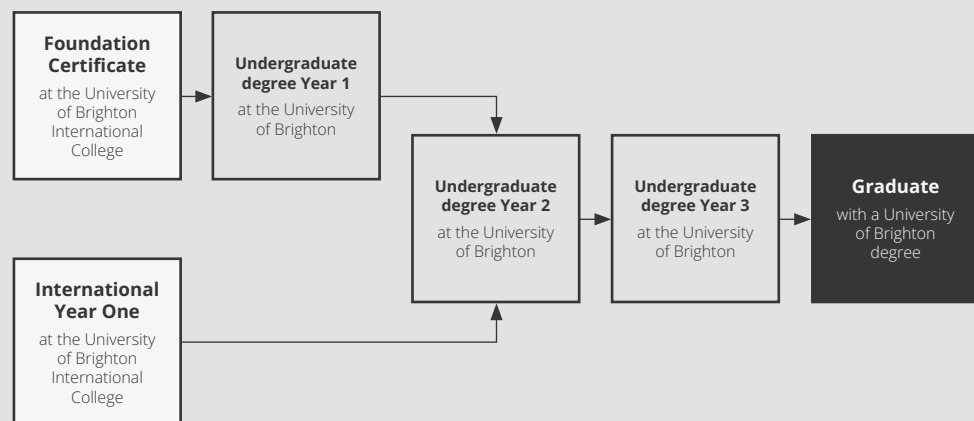 Foundation
Certificate
at the University
of Brighton
International
College
Undergraduate
degree Year 1
at the University
of Brighton
Undergraduate
degree Year 2
at the University
of Brighton
Undergraduate
degree Year 3
at the University
of Brighton
Graduate
with a University
of Brighton
degree
International
Year One
at the University
of Brighton
International
College